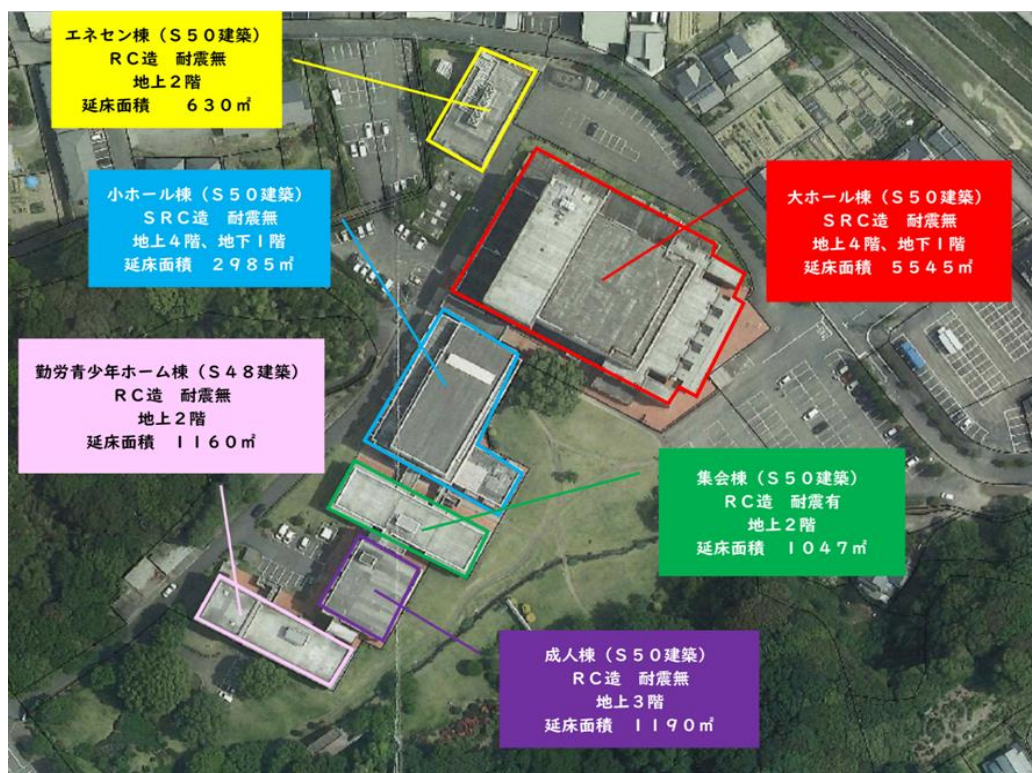 エネセン棟（Ｓ５０建築）
ＲＣ造　耐震無
地上２階
延床面積　　６３０㎡
小ホール棟（Ｓ５０建築）
ＳＲＣ造　耐震無
地上４階、地下１階
延床面積　２９８５㎡
大ホール棟（Ｓ５０建築）
ＳＲＣ造　耐震無
地上４階、地下１階
延床面積　５５４５㎡
勤労青少年ホーム棟（Ｓ４８建築）
ＲＣ造　耐震無
地上２階
延床面積　１１６０㎡
集会棟（Ｓ５０建築）
ＲＣ造　耐震有
地上２階
延床面積　１０４７㎡
成人棟（Ｓ５０建築）
ＲＣ造　耐震無
地上３階
延床面積　１１９０㎡